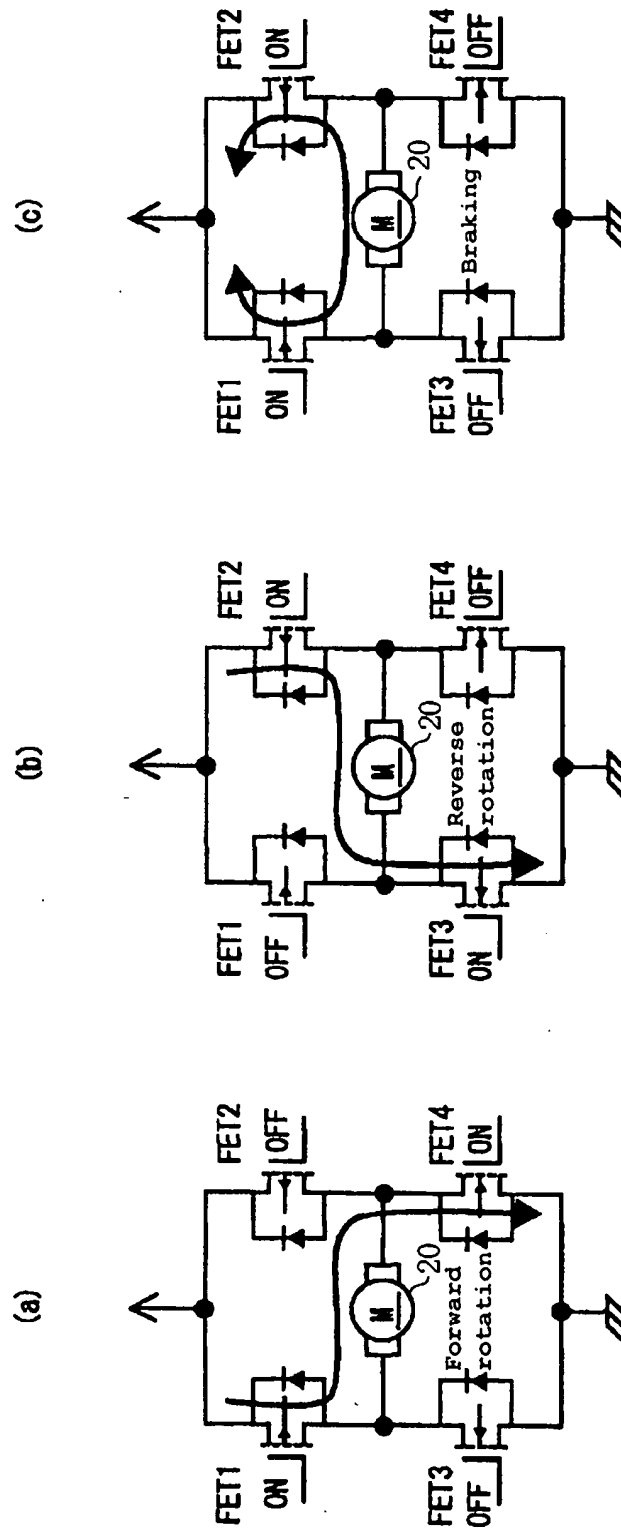 (a)
FET1
ON
FET2
OFF
M
20
Forward
rotation
FET3
OFF
FET4
ON
(b)
FET1
OFF
FET2
ON
M
20
Reverse
rotation
FET3
ON
FET4
OFF
(c)
FET1
ON
FET2
ON
M
20
Braking
FET3
OFF
FET4
OFF